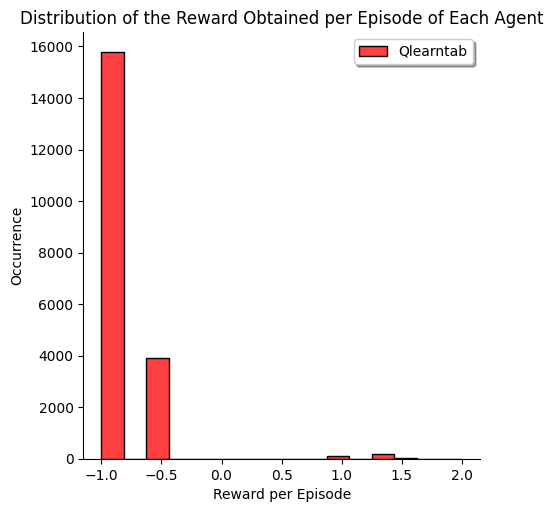 Distribution of the Reward Obtained per Episode of Each Agent
Qlearntab
16000
14000
12000
10000
8000
6000
4000
2000
0
Occurrence
−1.0 −0.5 0.0 0.5 1.0 1.5 2.0
Reward per Episode